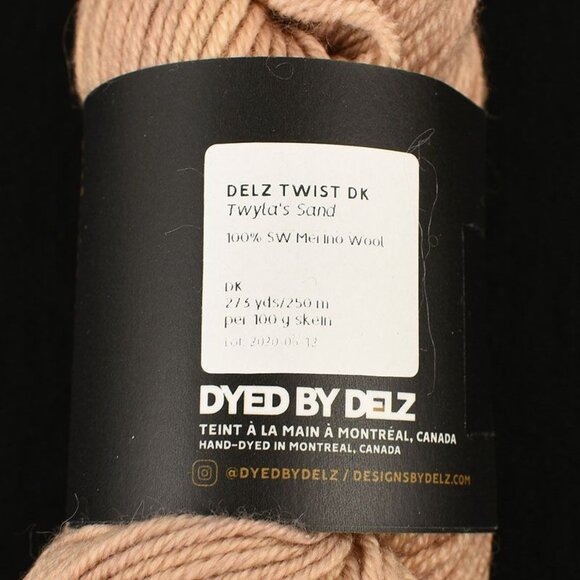 DELZ TWIST DK
Twyla's Sand
100% SW Merino Wool
DK
273 yds/250 m
per 100 g skein
Lot: 2020-05-12
DYED BY DELZ
TEINT À LA MAIN À MONTRÉAL, CANADA
HAND-DYED IN MONTREAL, CANADA
@DYEDBYDELZ / DESIGNSBYDELZ.COM